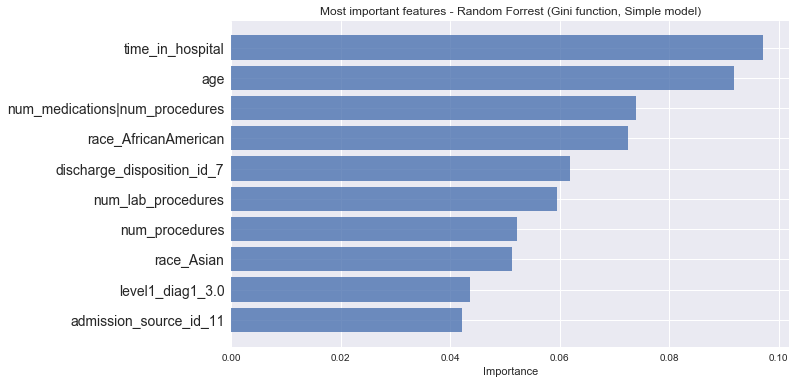 Most important features - Random Forrest (Gini function, Simple model)
time_in_hospital
age
num_medications|num_procedures
race_AfricanAmerican
discharge_disposition_id_7
num_lab_procedures
num_procedures
race_Asian
level1_diag1_3.0
admission_source_id_11
0.00 0.02 0.04 0.06 0.08 0.10
Importance